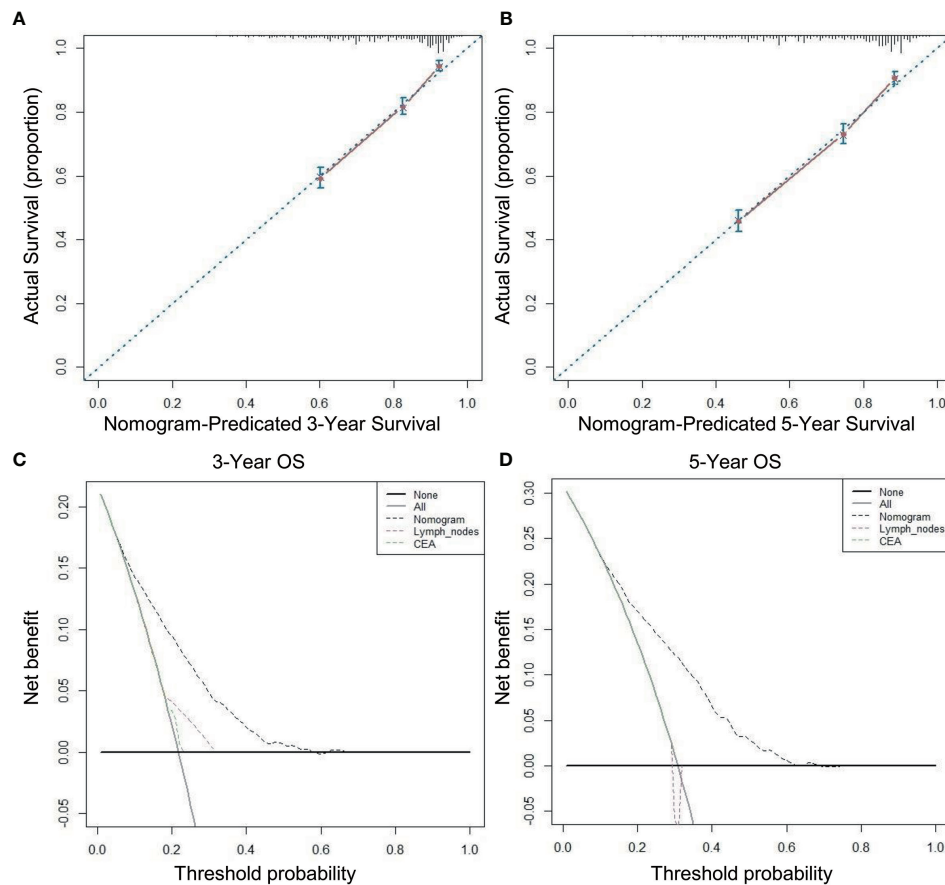 A
B
Actual Survival (proportion)
0.0 0.2 0.4 0.6 0.8 1.0
0.0 0.2 0.4 0.6 0.8 1.0
Nomogram-Predicated 3-Year Survival
Actual Survival (proportion)
0.0 0.2 0.4 0.6 0.8 1.0
0.0 0.2 0.4 0.6 0.8 1.0
Nomogram-Predicated 5-Year Survival
C
3-Year OS
None
All
Nomogram
Lymph_nodes
CEA
Net benefit
-0.05 0.00 0.05 0.10 0.15 0.20
0.0 0.2 0.4 0.6 0.8 1.0
Threshold probability
D
5-Year OS
None
All
Nomogram
Lymph_nodes
CEA
Net benefit
-0.05 0.00 0.05 0.10 0.15 0.20 0.25 0.30
0.0 0.2 0.4 0.6 0.8 1.0
Threshold probability